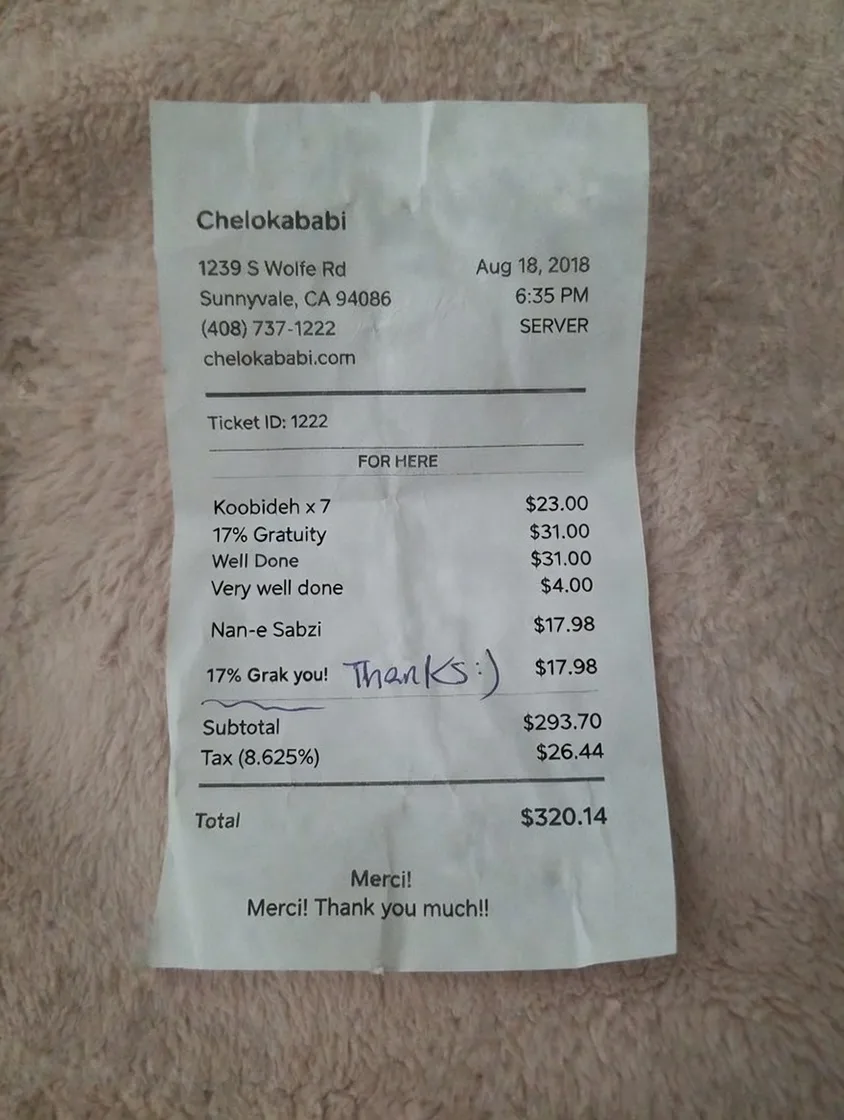 Chelokababi
1239 S Wolfe Rd Aug 18, 2018
Sunnyvale, CA 94086 6:35 PM
(408) 737-1222 SERVER
chelokababi.com
Ticket ID: 1222
FOR HERE
Koobideh x 7 $23.00
17% Gratuity $31.00
Well Done $31.00
Very well done $4.00
Nan-e Sabzi $17.98
17% Grak you! Thanks :) $17.98
Subtotal $293.70
Tax (8.625%) $26.44
Total $320.14
Merci!
Merci! Thank you much!!